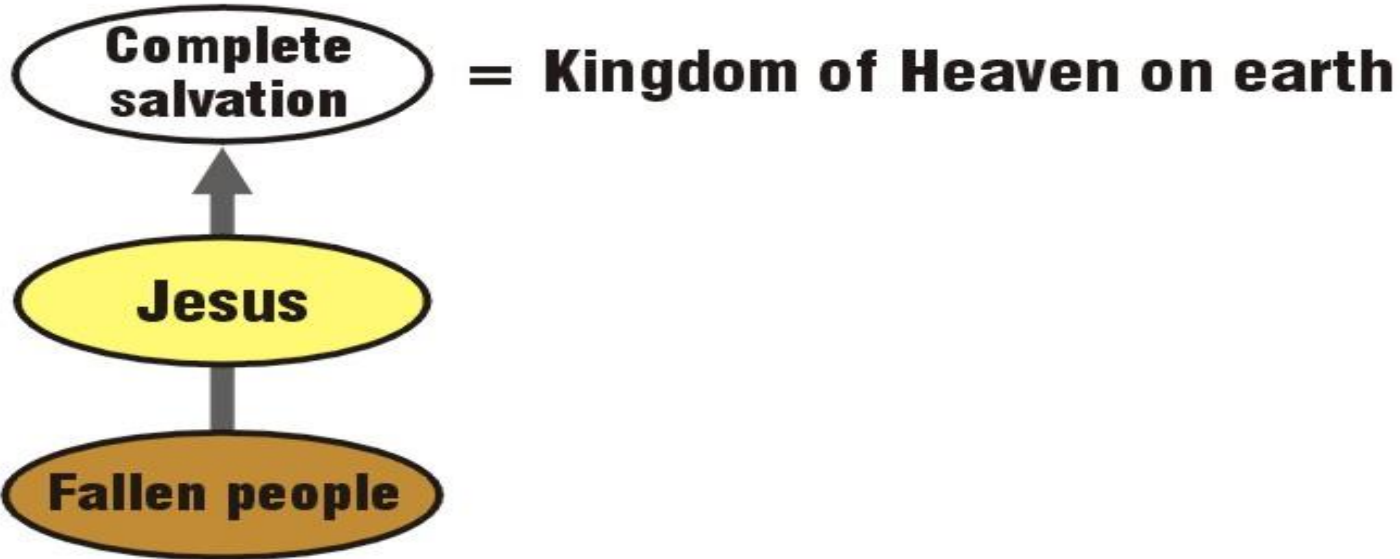 Complete
salvation
= Kingdom of Heaven on earth
Jesus
Fallen people